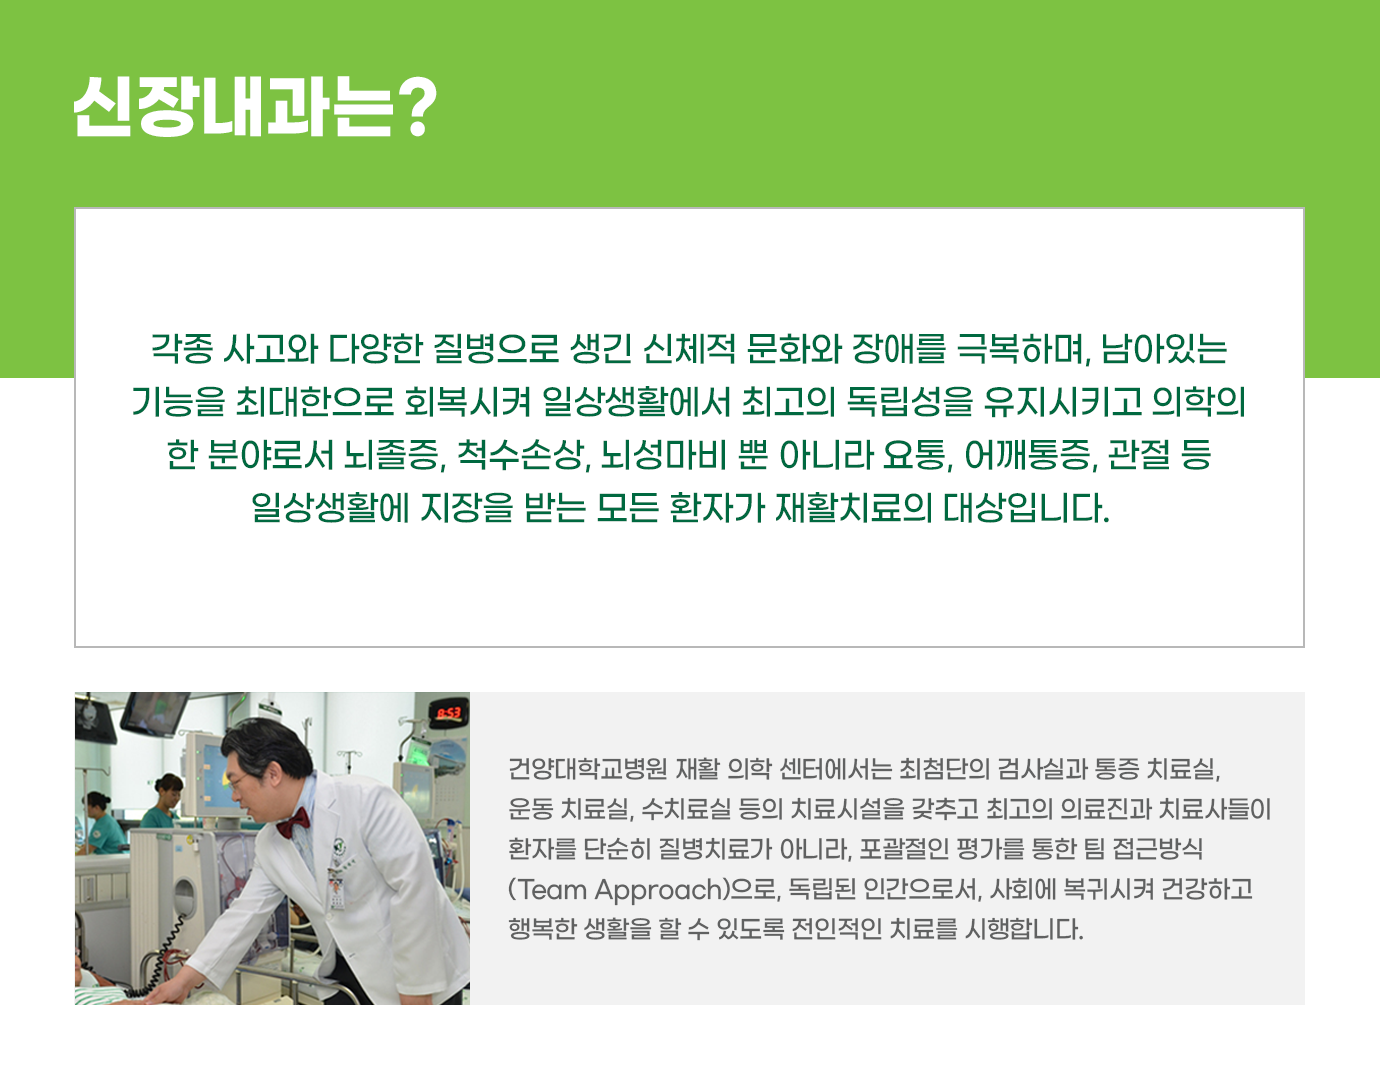 신장내과는?
각종 사고와 다양한 질병으로 생긴 신체적 문화와 장애를 극복하며, 남아있는
기능을 최대한으로 회복시켜 일상생활에서 최고의 독립성을 유지시키고 의학의
한 분야로서 뇌졸증, 척수손상, 뇌성마비 뿐 아니라 요통, 어깨통증, 관절 등
일상생활에 지장을 받는 모든 환자가 재활치료의 대상입니다.
8:53
건양대학교병원 재활 의학 센터에서는 최첨단의 검사실과 통증 치료실,
운동 치료실, 수치료실 등의 치료시설을 갖추고 최고의 의료진과 치료사들이
환자를 단순히 질병치료가 아니라, 포괄절인 평가를 통한 팀 접근방식
(Team Approach)으로, 독립된 인간으로서, 사회에 복귀시켜 건강하고
행복한 생활을 할 수 있도록 전인적인 치료를 시행합니다.